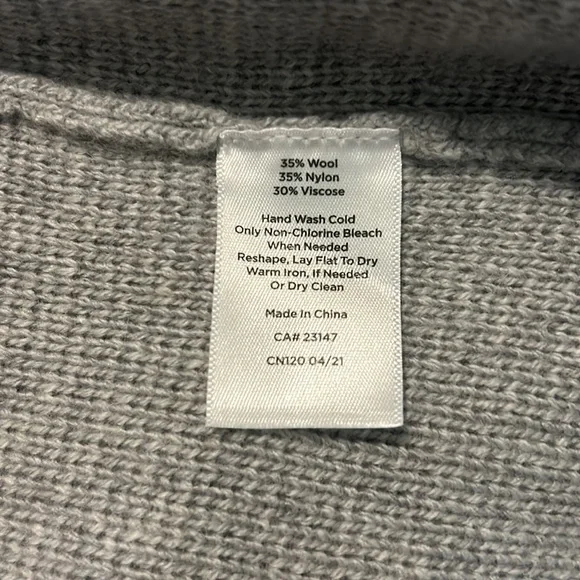 35% Wool
35% Nylon
30% Viscose
Hand Wash Cold
Only Non-Chlorine Bleach
When Needed
Reshape, Lay Flat To Dry
Warm Iron, If Needed
Or Dry Clean
Made In China
CA# 23147
CN120 04/21